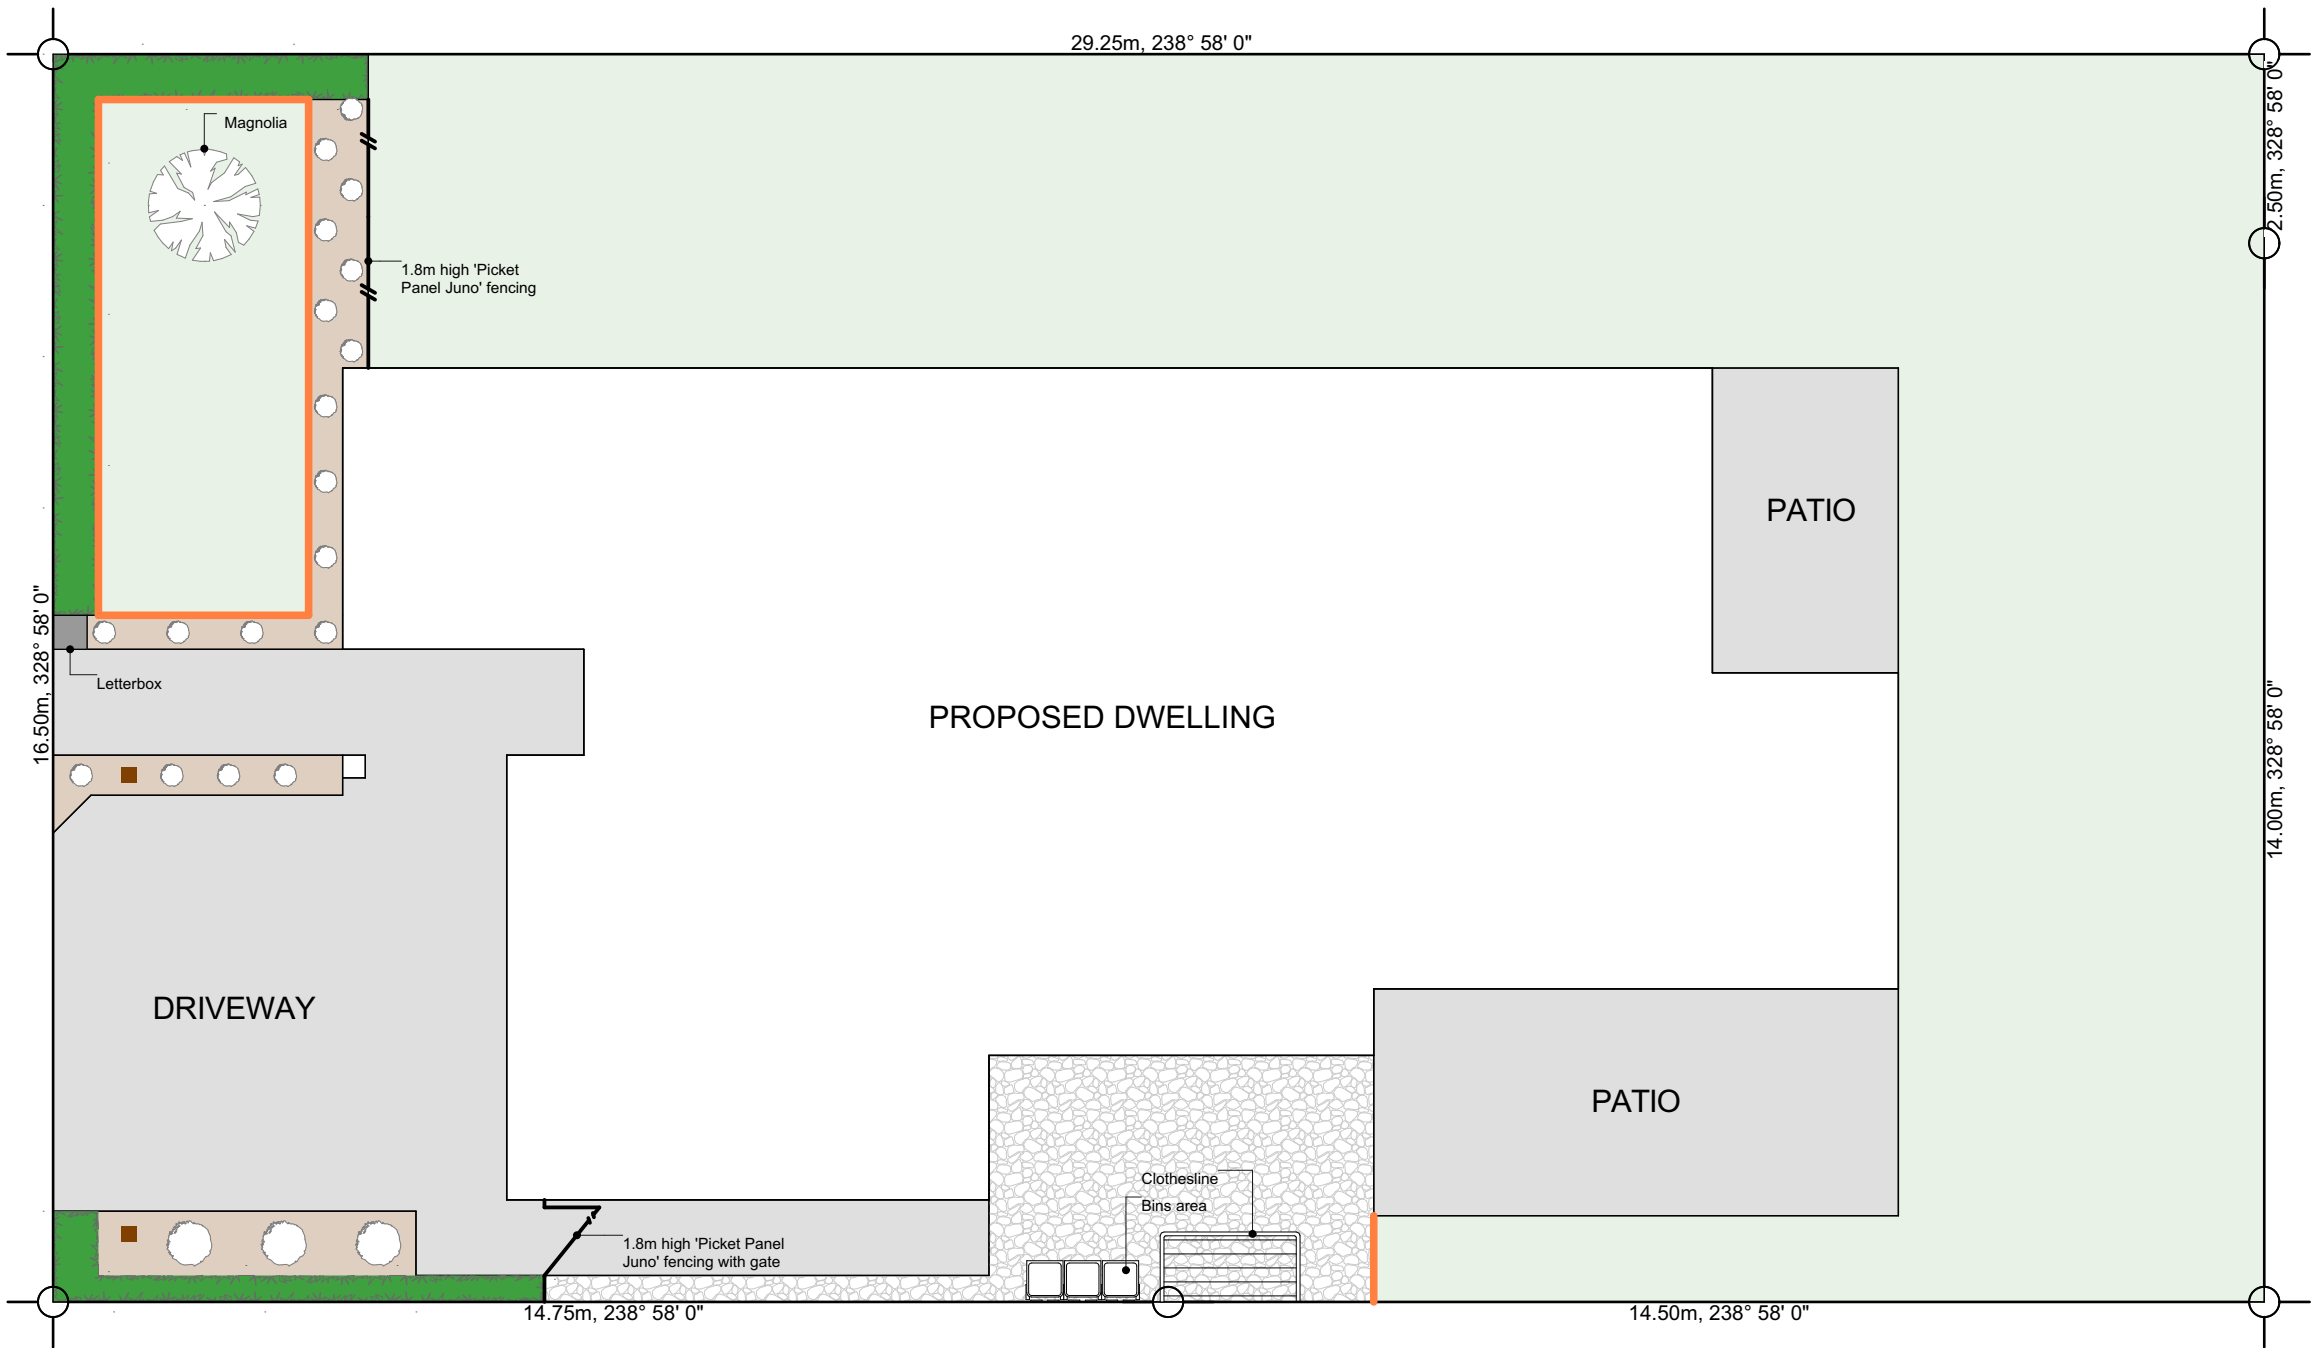 29.25m, 238° 58' 0"
2.50m, 328° 58' 0"
Magnolia
1.8m high 'Picket
Panel Juno' fencing
PATIO
16.50m, 328° 58' 0"
Letterbox
PROPOSED DWELLING
14.00m, 328° 58' 0"
DRIVEWAY
PATIO
Clothesline
Bins area
1.8m high 'Picket Panel
Juno' fencing with gate
14.75m, 238° 58' 0"
14.50m, 238° 58' 0"